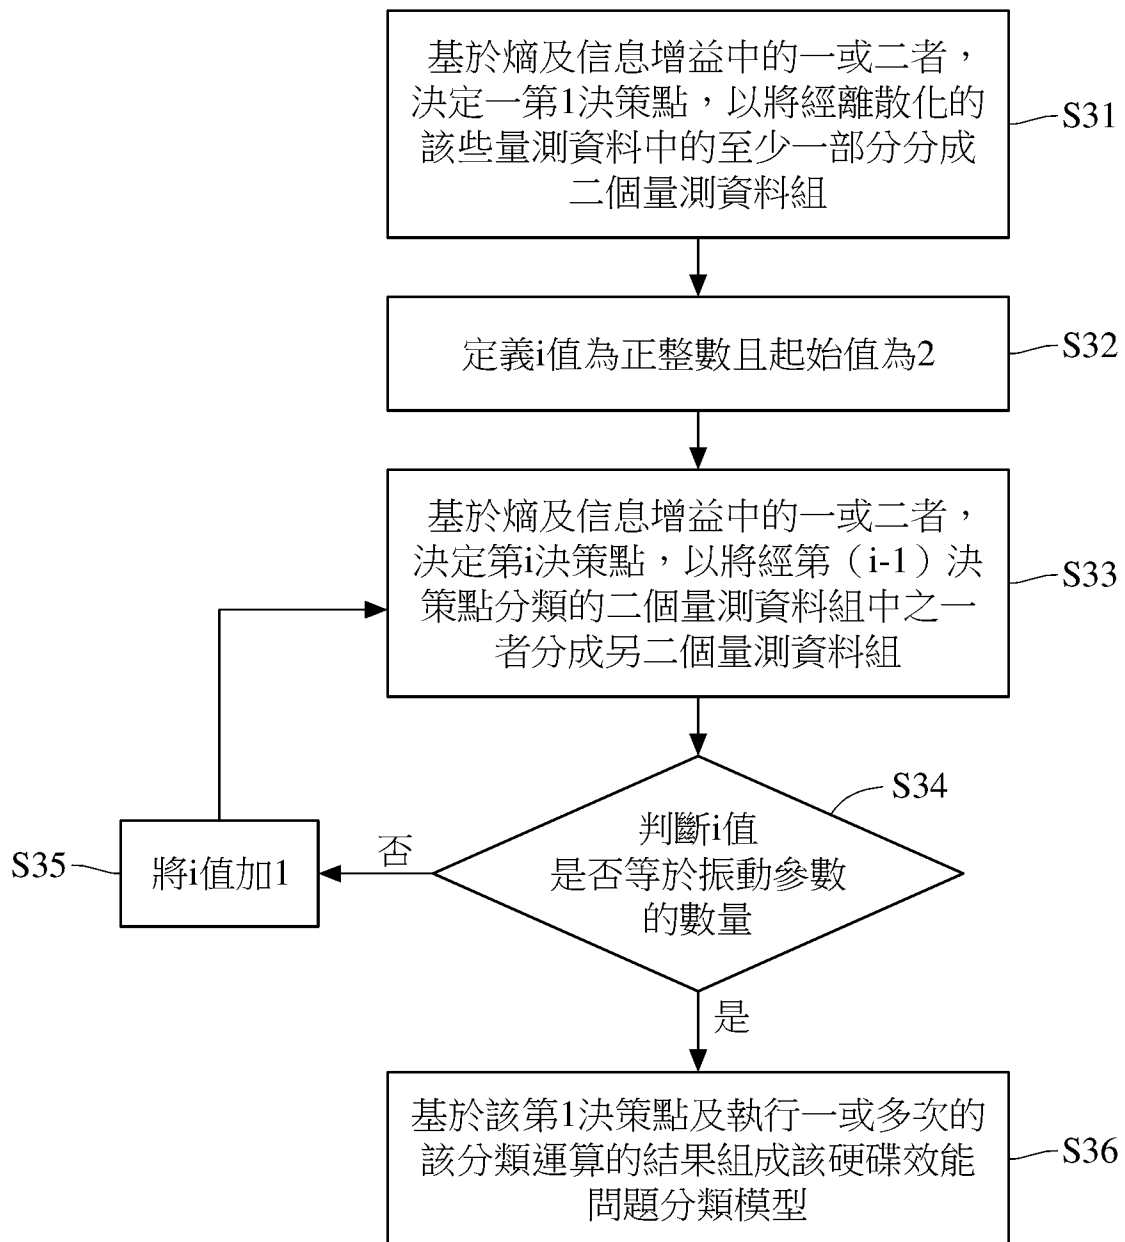 基於熵及信息增益中的一或二者，
決定一第1決策點，以將經離散化的
該些量測資料中的至少一部分分成
二個量測資料組
S31
定義i值為正整數且起始值為2
S32
基於熵及信息增益中的一或二者，
決定第i決策點，以將經第（i-1）決
策點分類的二個量測資料組中之一
者分成另二個量測資料組
S33
S34
判斷i值
是否等於振動參數
的數量
否
將i值加1
S35
是
基於該第1決策點及執行一或多次的
該分類運算的結果組成該硬碟效能
問題分類模型
S36